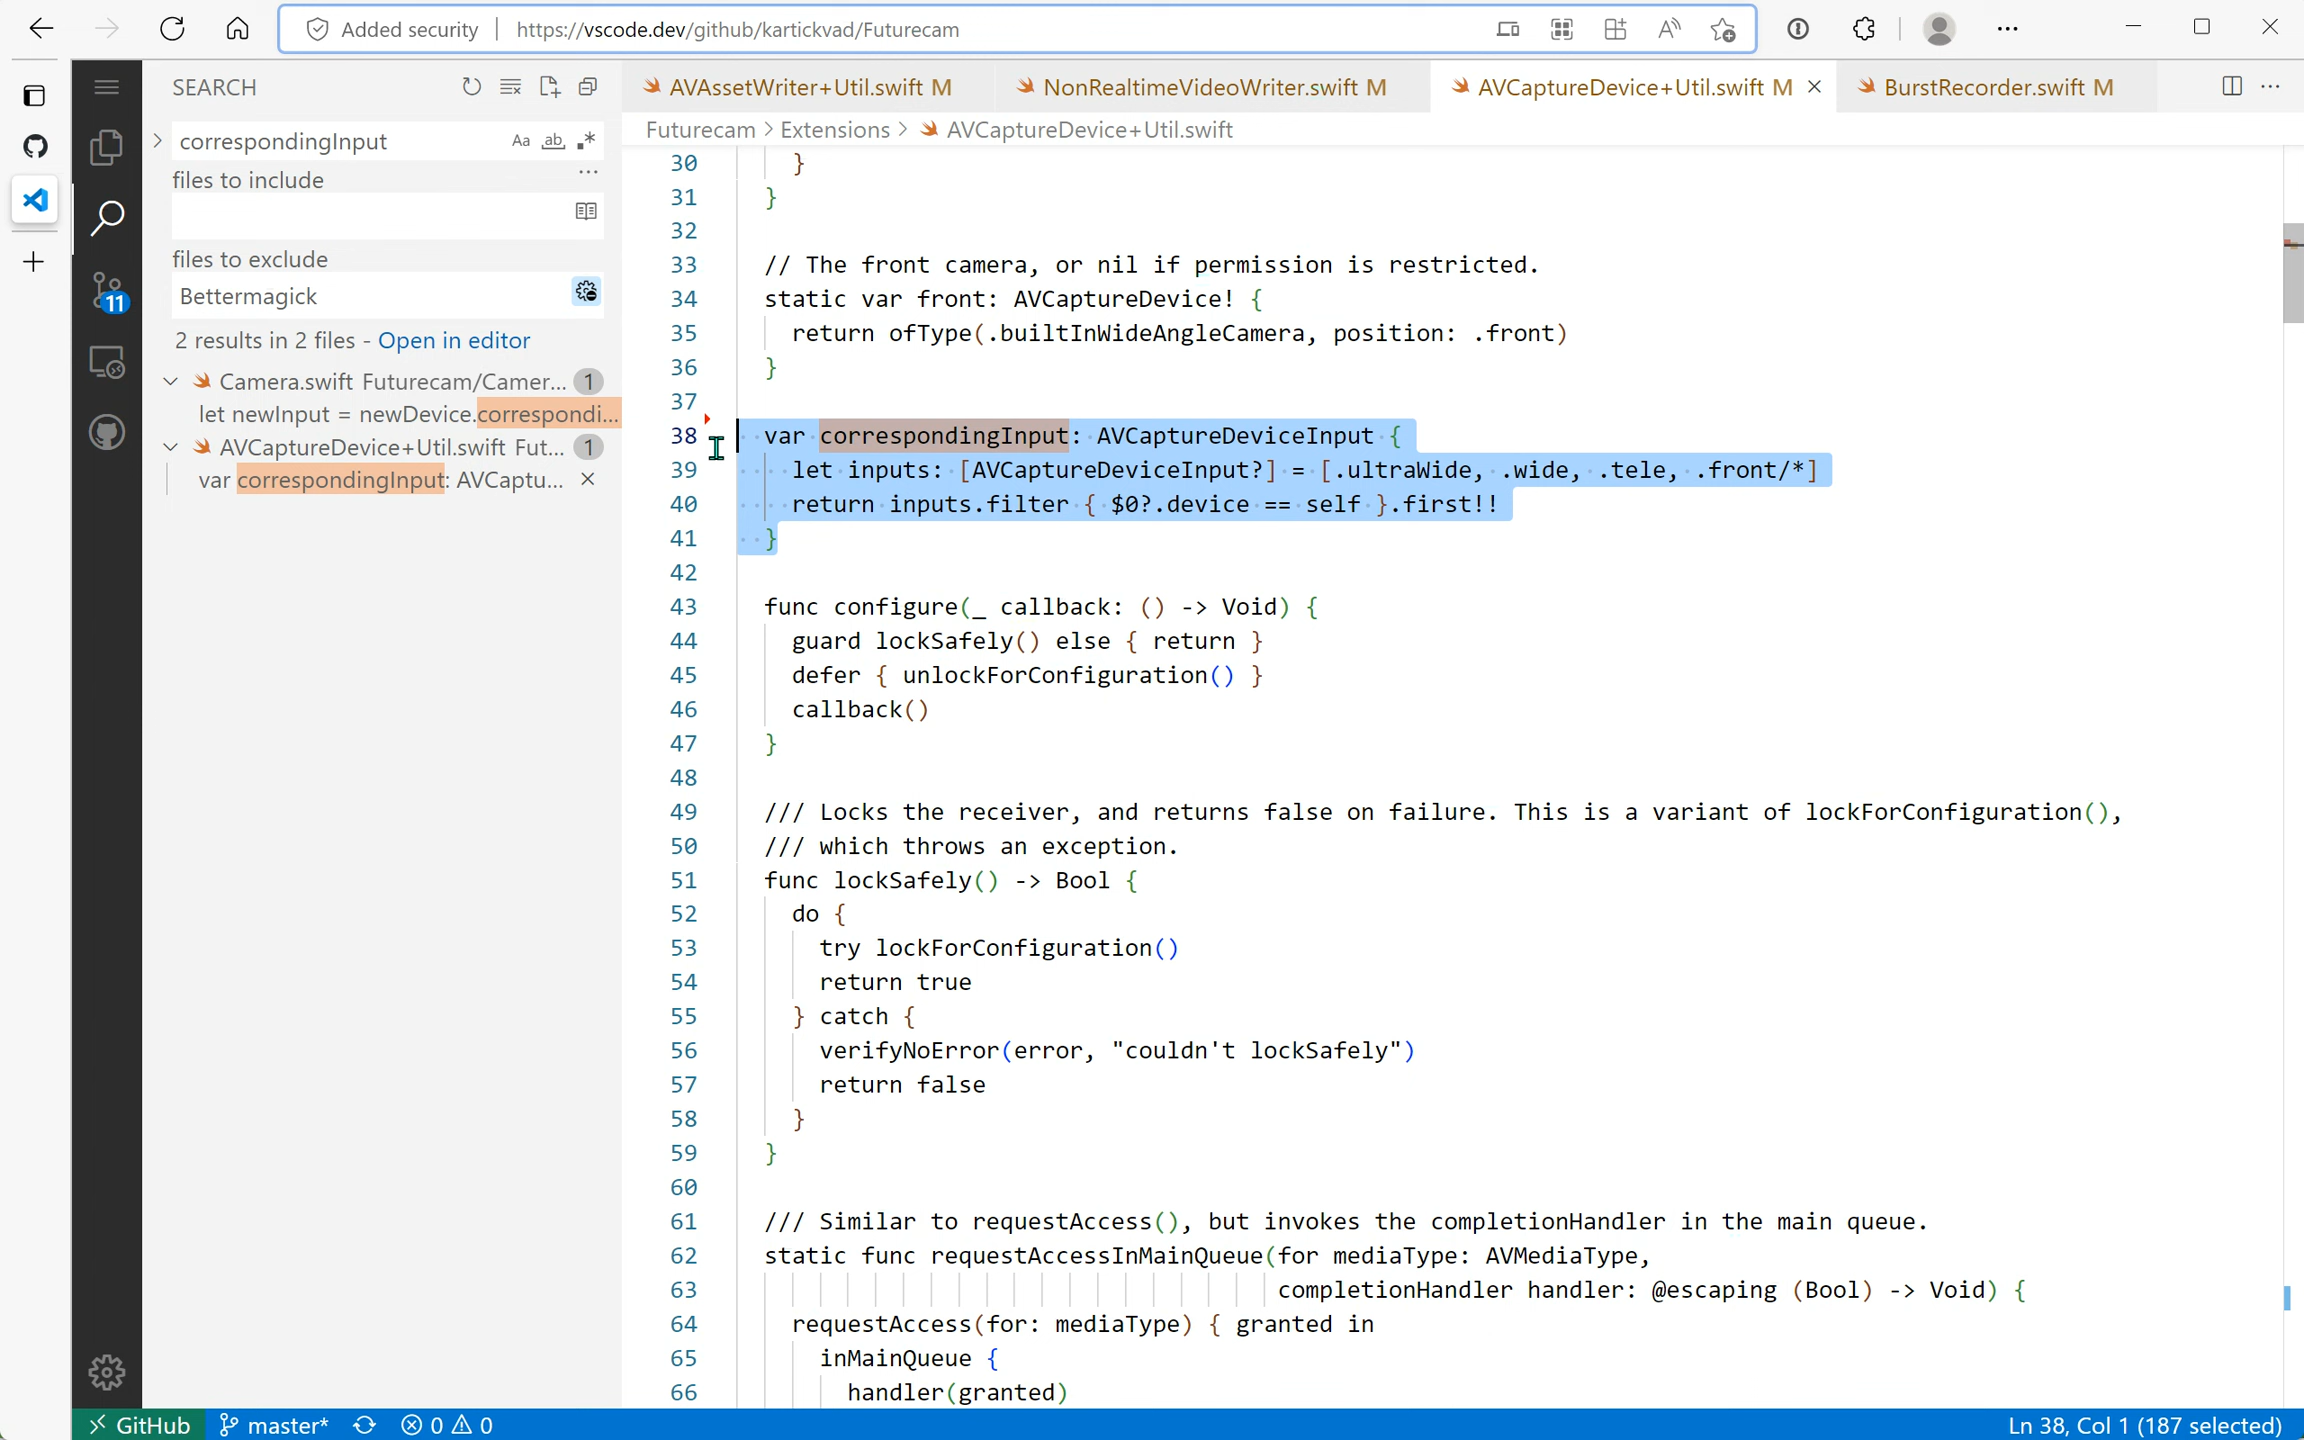 Added security
https://vscode.dev/github/kartickvad/Futurecam
SEARCH
correspondingInput
Aa ab
files to include
files to exclude
Bettermagick
2 results in 2 files - Open in editor
Camera.swift Futurecam/Camer... 1
let newInput = newDevice.correspondi...
AVCaptureDevice+Util.swift Fut... 1
var correspondingInput: AVCaptu...
11
AVAssetWriter+Util.swift M
NonRealtimeVideoWriter.swift M
AVCaptureDevice+Util.swift M
BurstRecorder.swift M
Futurecam > Extensions > AVCaptureDevice+Util.swift
30 }
31 }
32
33 // The front camera, or nil if permission is restricted.
34 static var front: AVCaptureDevice! {
35 return ofType(.builtInWideAngleCamera, position: .front)
36 }
37
38 var correspondingInput: AVCaptureDeviceInput {
39 let inputs: [AVCaptureDeviceInput?] = [.ultraWide, .wide, .tele, .front/*]
40 return inputs.filter { $0?.device == self }.first!!
41 }
42
43 func configure(_ callback: () -> Void) {
44 guard lockSafely() else { return }
45 defer { unlockForConfiguration() }
46 callback()
47 }
48
49 /// Locks the receiver, and returns false on failure. This is a variant of lockForConfiguration(),
50 /// which throws an exception.
51 func lockSafely() -> Bool {
52 do {
53 try lockForConfiguration()
54 return true
55 } catch {
56 verifyNoError(error, "couldn't lockSafely")
57 return false
58 }
59 }
60
61 /// Similar to requestAccess(), but invokes the completionHandler in the main queue.
62 static func requestAccessInMainQueue(for mediaType: AVMediaType,
63 completionHandler handler: @escaping (Bool) -> Void) {
64 requestAccess(for: mediaType) { granted in
65 inMainQueue {
66 handler(granted)
GitHub master* 0 0 Ln 38, Col 1 (187 selected)